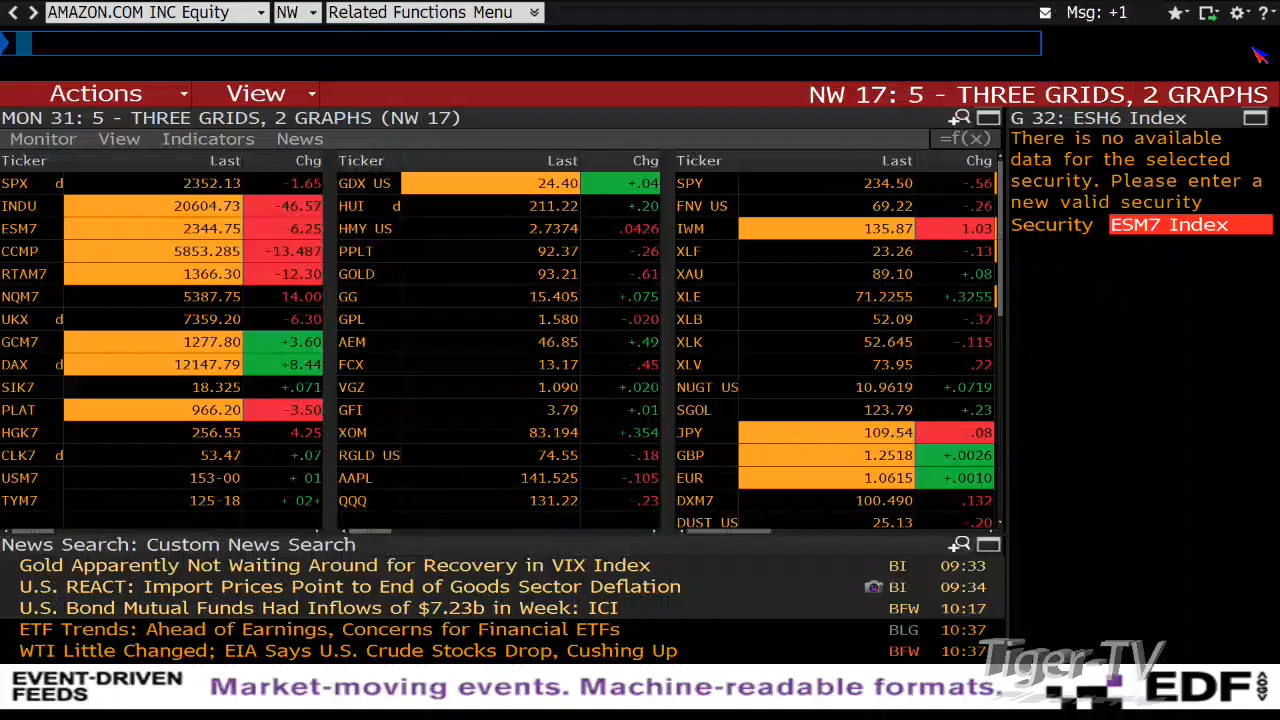 AMAZON.COM INC Equity NW Related Functions Menu Msg: +1 ?
Actions View NW 17: 5 - THREE GRIDS, 2 GRAPHS
MON 31: 5 - THREE GRIDS, 2 GRAPHS (NW 17) G 32: ESH6 Index
Monitor View Indicators News =f(x)
There is no available
data for the selected
security. Please enter a
new valid security
Security ESM7 Index
Ticker Last Chg Ticker Last Chg Ticker Last Chg
SPX d 2352.13 -1.65 GDX US 24.40 +.04 SPY 234.50 -.56
INDU 20604.73 -46.57 HUI d 211.22 +.20 FNV US 69.22 -.26
ESM7 2344.75 -6.25 HMY US 2.7374 -.0426 IWM 135.87 1.03
CCMP 5853.285 -13.487 PPLT 92.37 -.26 XLF 23.26 -.13
RTAM7 1366.30 -12.30 GOLD 93.21 -.61 XAU 89.10 +.08
NQM7 5387.75 14.00 GG 15.405 +.075 XLE 71.2255 +.3255
UKX d 7359.20 -6.30 GPL 1.580 -.020 XLB 52.09 -.37
GCM7 1277.80 +3.60 AEM 46.85 +.49 XLK 52.645 -.115
DAX d 12147.79 +8.44 FCX 13.17 -.45 XLV 73.95 .22
SIK7 18.325 +.071 VGZ 1.090 +.020 NUGT US 10.9619 +.0719
PLAT 966.20 -3.50 GFI 3.79 +.01 SGOL 123.79 +.23
HGK7 256.55 4.25 XOM 83.194 +.354 JPY 109.54 .08
CLK7 d 53.47 +.07 RGLD US 74.55 -.18 GBP 1.2518 +.0026
USM7 153-00 + 01 AAPL 141.525 -.105 EUR 1.0615 +.0010
TYM7 125-18 + 02+ QQQ 131.22 -.23 DXM7 100.490 .132
DUST US 25.13 -.20
News Search: Custom News Search
Gold Apparently Not Waiting Around for Recovery in VIX Index BI 09:33
U.S. REACT: Import Prices Point to End of Goods Sector Deflation BI 09:34
U.S. Bond Mutual Funds Had Inflows of $7.23b in Week: ICI BFW 10:17
ETF Trends: Ahead of Earnings, Concerns for Financial ETFs BLG 10:37
WTI Little Changed; EIA Says U.S. Crude Stocks Drop, Cushing Up BFW 10:37
Tiger-TV
EVENT-DRIVEN
FEEDS
Market-moving events. Machine-readable formats.
EDF